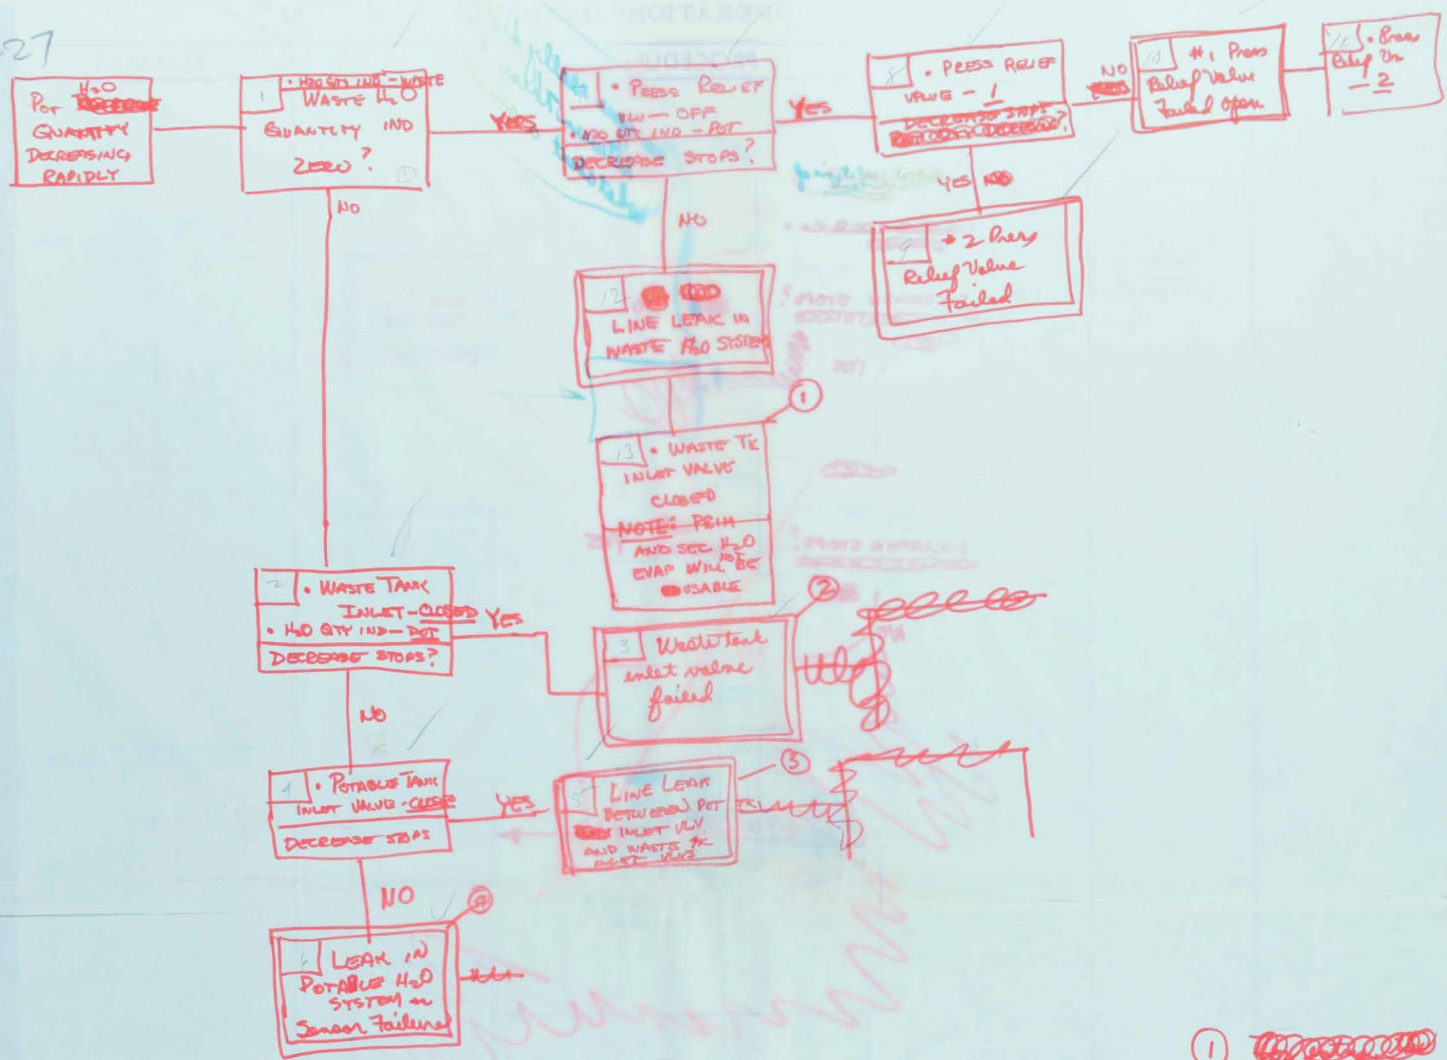 27
H2O
POT
QUANTITY
DECREASING
RAPIDLY
1
• H2O QTY IND - WASTE
WASTE H2O
QUANTITY IND
ZERO?
YES
NO
• PRESS RELIEF
VLV - OFF
• H2O QTY IND - POT
DECREASE STOPS?
YES
NO
8 • PRESS RELIEF
VALVE - 1
DECREASE STOPS
NO
YES
9 #2 Press
Relief Valve
Failed
10 #1 Press
Relief Valve
Failed Open
• Press
Relief Vlv
- 2
12
LINE LEAK IN
WASTE H2O SYSTEM
1
13 • WASTE TK
INLET VALVE
CLOSED
NOTE: PRIM
AND SEC H2O
NOT
EVAP WILL BE
USABLE
2 • WASTE TANK
INLET - CLOSED
• H2O QTY IND - POT
DECREASE STOPS?
YES
NO
2
3 Waste tank
inlet valve
failed
4 • POTABLE TANK
INLET VALVE - CLOSED
DECREASE STOPS
YES
NO
3
5 LINE LEAK
BETWEEN POT
INLET VLV
AND WASTE TK
INLET VLV
4
6 LEAK IN
POTABLE H2O
SYSTEM or
Sensor Failure
1